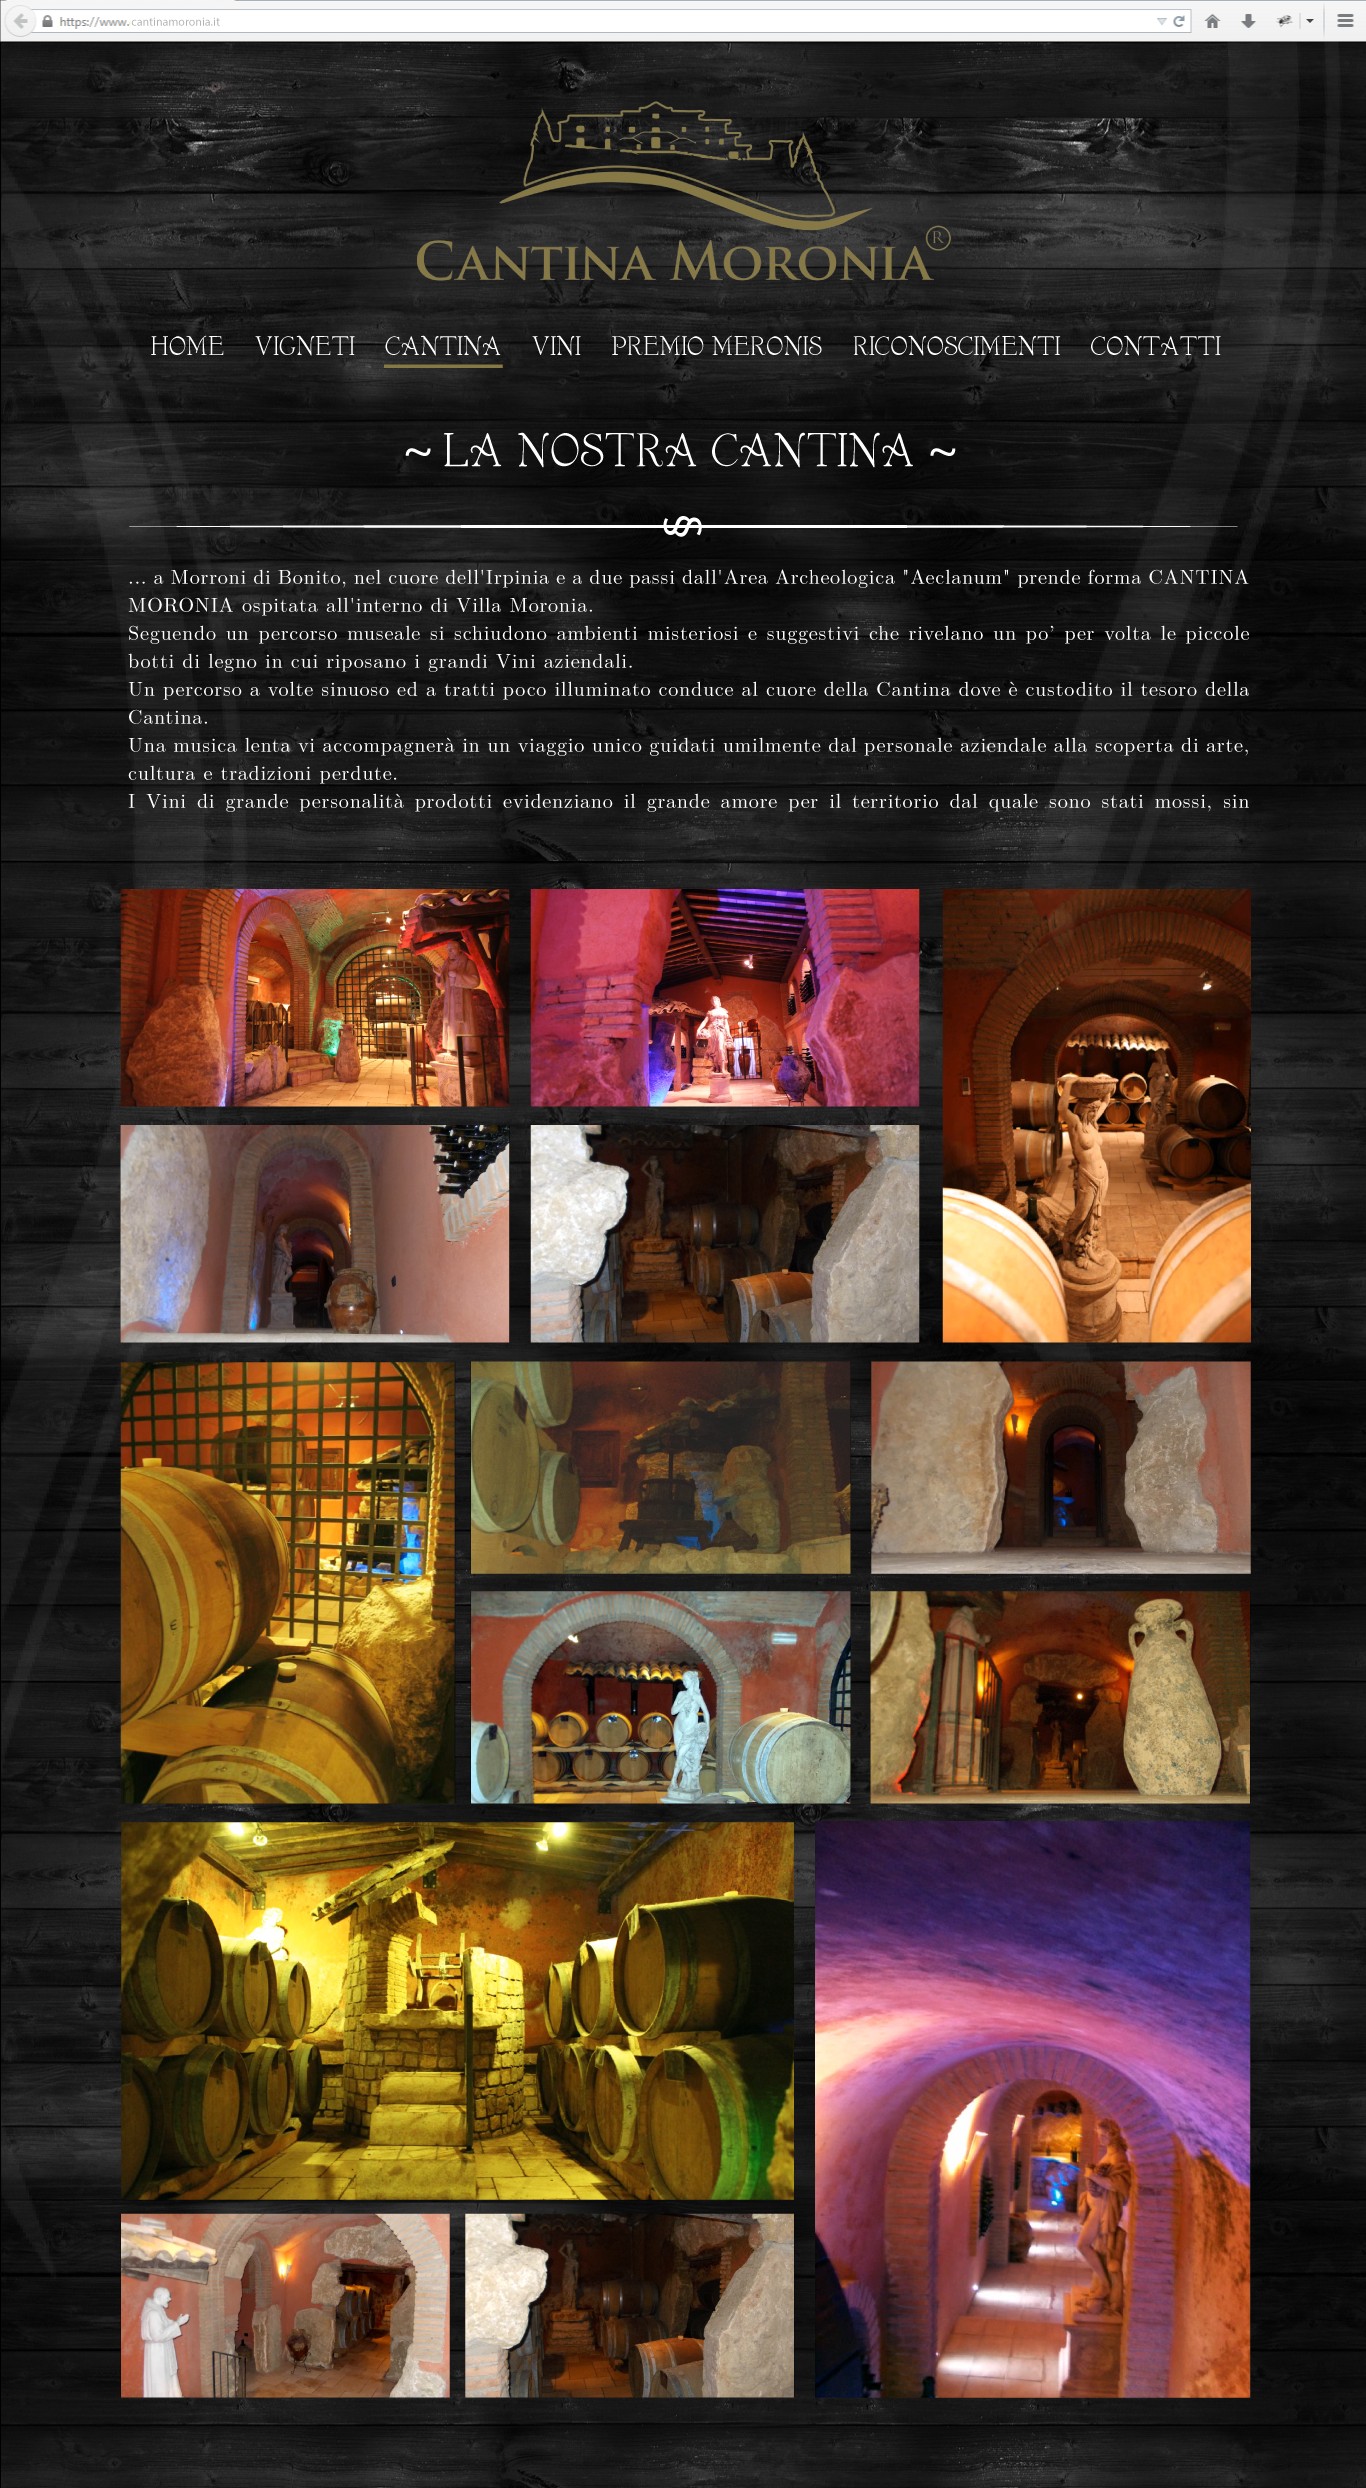 https://www.cantinamoronia.it
CANTINA MORONIA®
HOME VIGNETI CANTINA VINI PREMIO MERONIS RICONOSCIMENTI CONTATTI
~ LA NOSTRA CANTINA ~
... a Morroni di Bonito, nel cuore dell'Irpinia e a due passi dall'Area Archeologica "Aeclanum" prende forma CANTINA
MORONIA ospitata all'interno di Villa Moronia.
Seguendo un percorso museale si schiudono ambienti misteriosi e suggestivi che rivelano un po’ per volta le piccole
botti di legno in cui riposano i grandi Vini aziendali.
Un percorso a volte sinuoso ed a tratti poco illuminato conduce al cuore della Cantina dove è custodito il tesoro della
Cantina.
Una musica lenta vi accompagnerà in un viaggio unico guidati umilmente dal personale aziendale alla scoperta di arte,
cultura e tradizioni perdute.
I Vini di grande personalità prodotti evidenziano il grande amore per il territorio dal quale sono stati mossi, sin